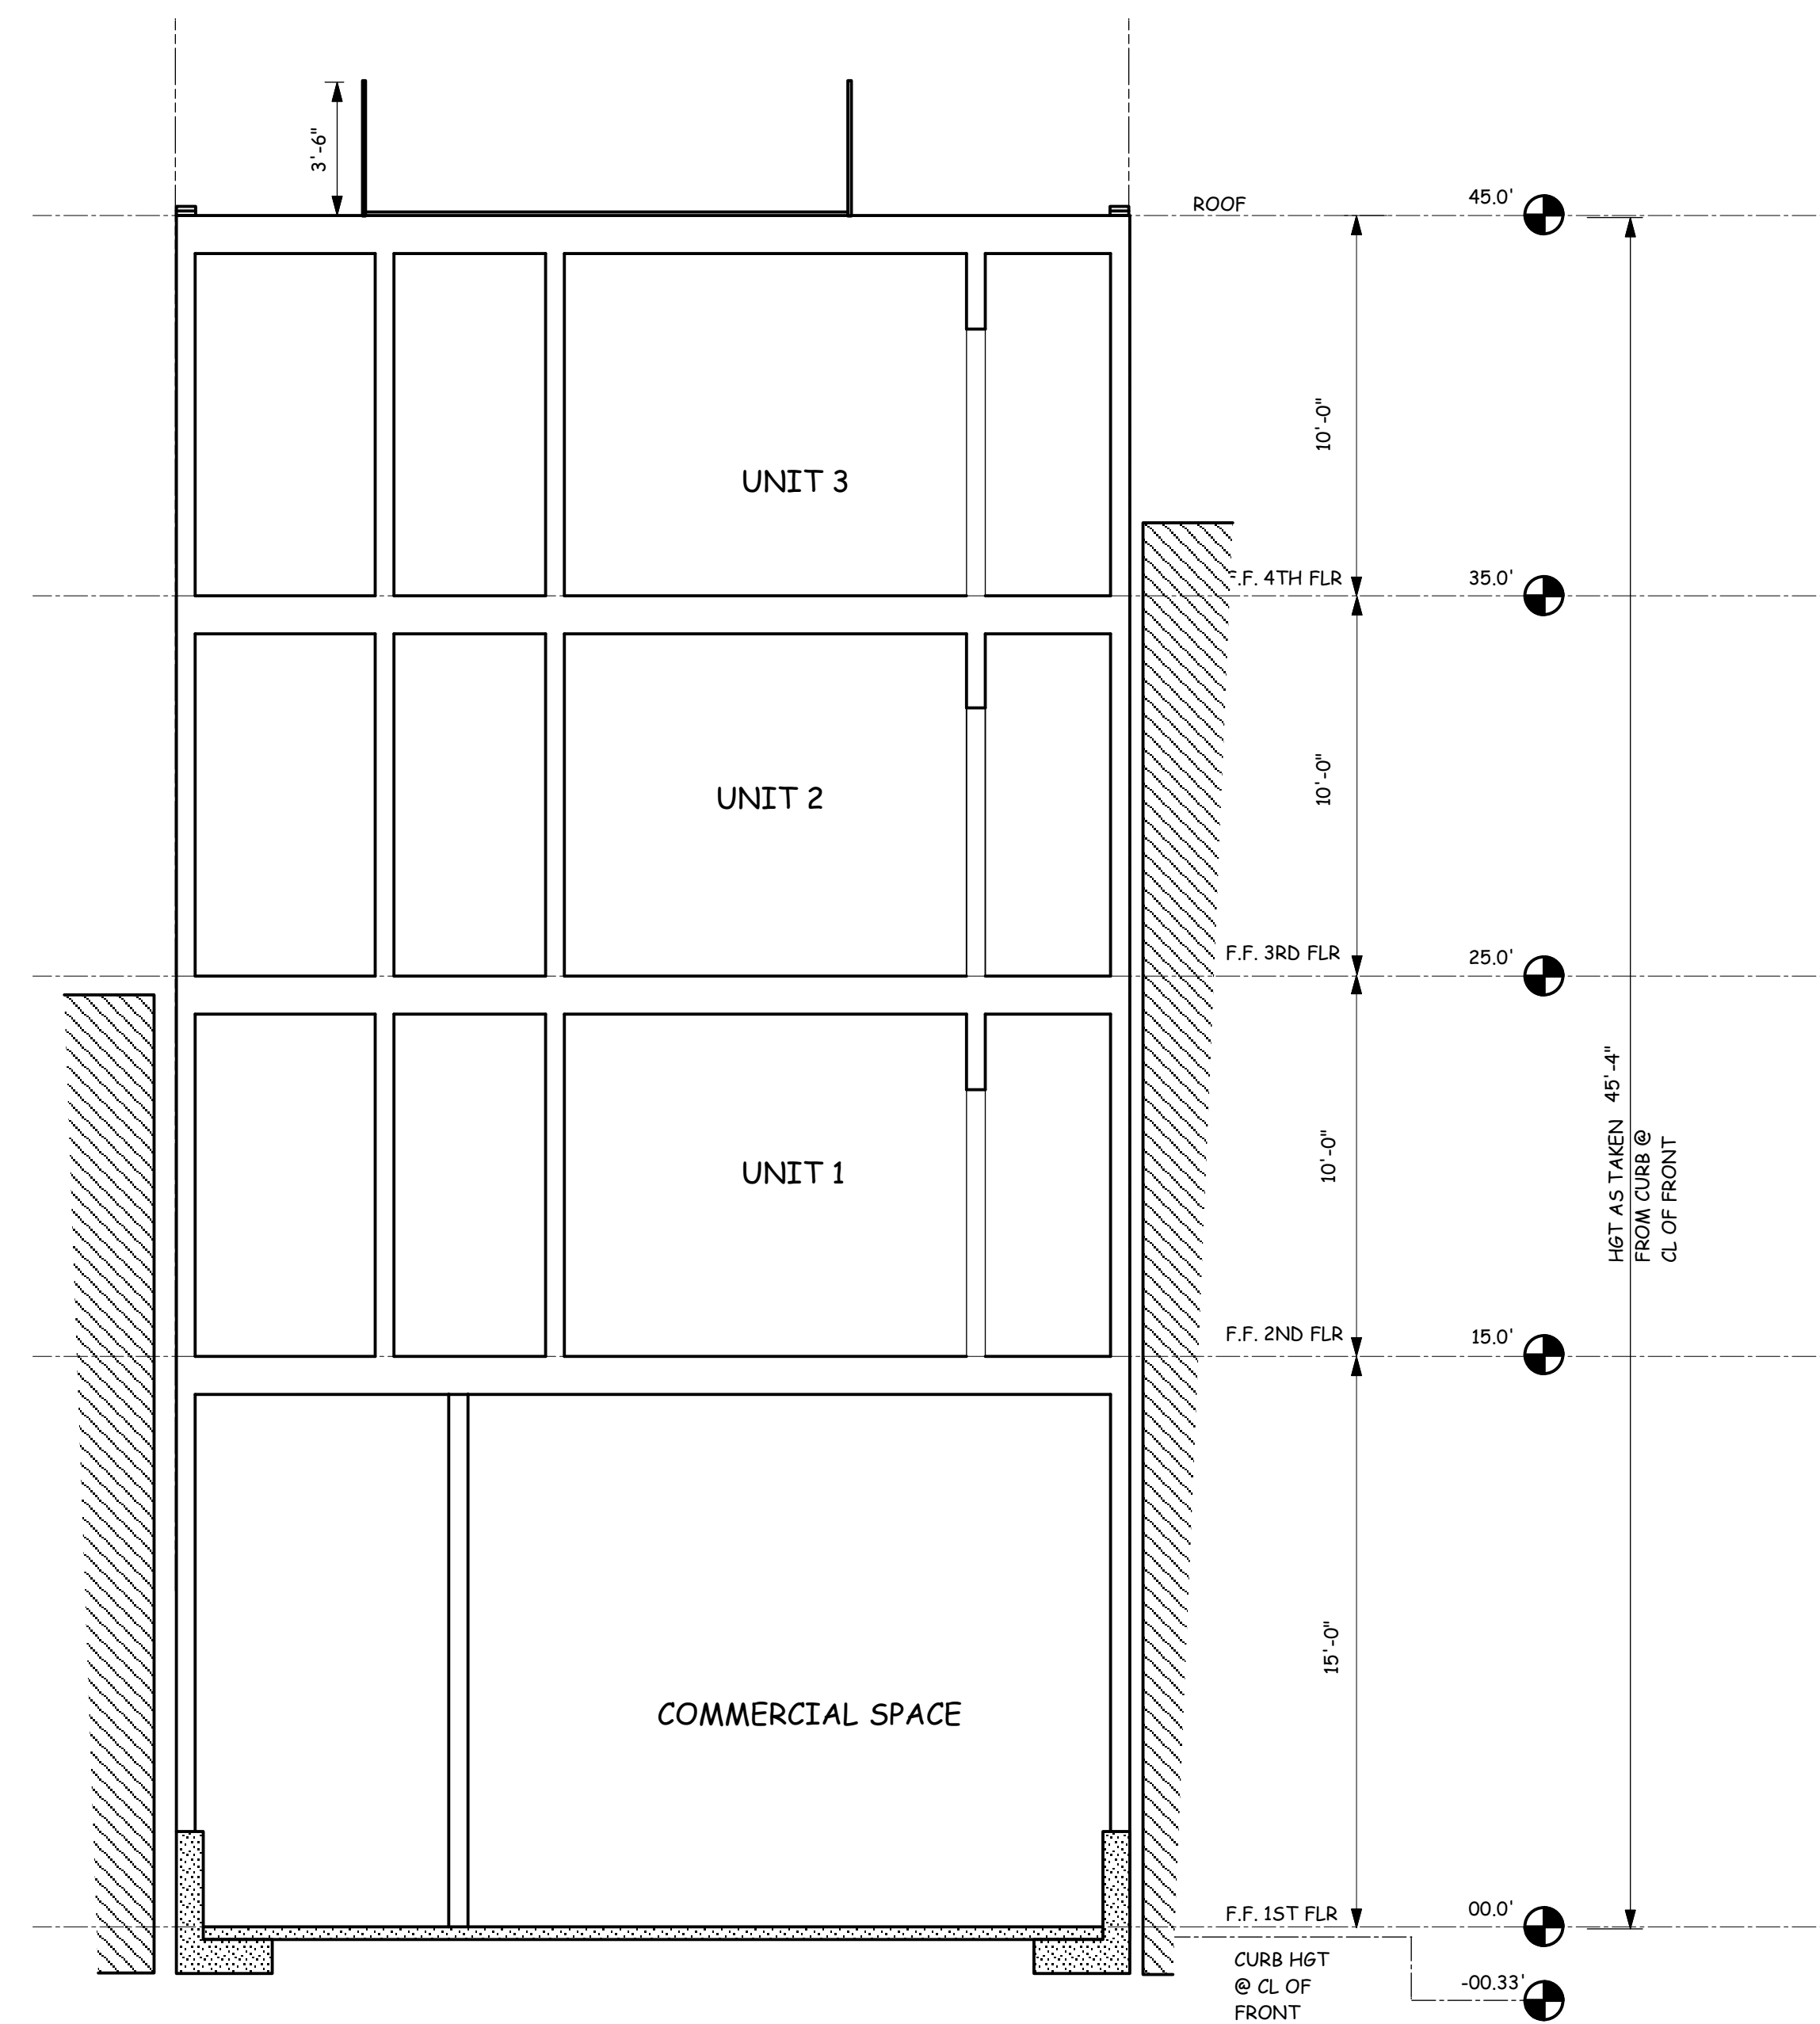 3'-6"
ROOF
45.0'
10'-0"
UNIT 3
F.F. 4TH FLR
35.0'
10'-0"
UNIT 2
F.F. 3RD FLR
25.0'
10'-0"
UNIT 1
HGT AS TAKEN 45'-4"
FROM CURB @
CL OF FRONT
F.F. 2ND FLR
15.0'
15'-0"
COMMERCIAL SPACE
F.F. 1ST FLR
00.0'
CURB HGT
@ CL OF
FRONT
-00.33'